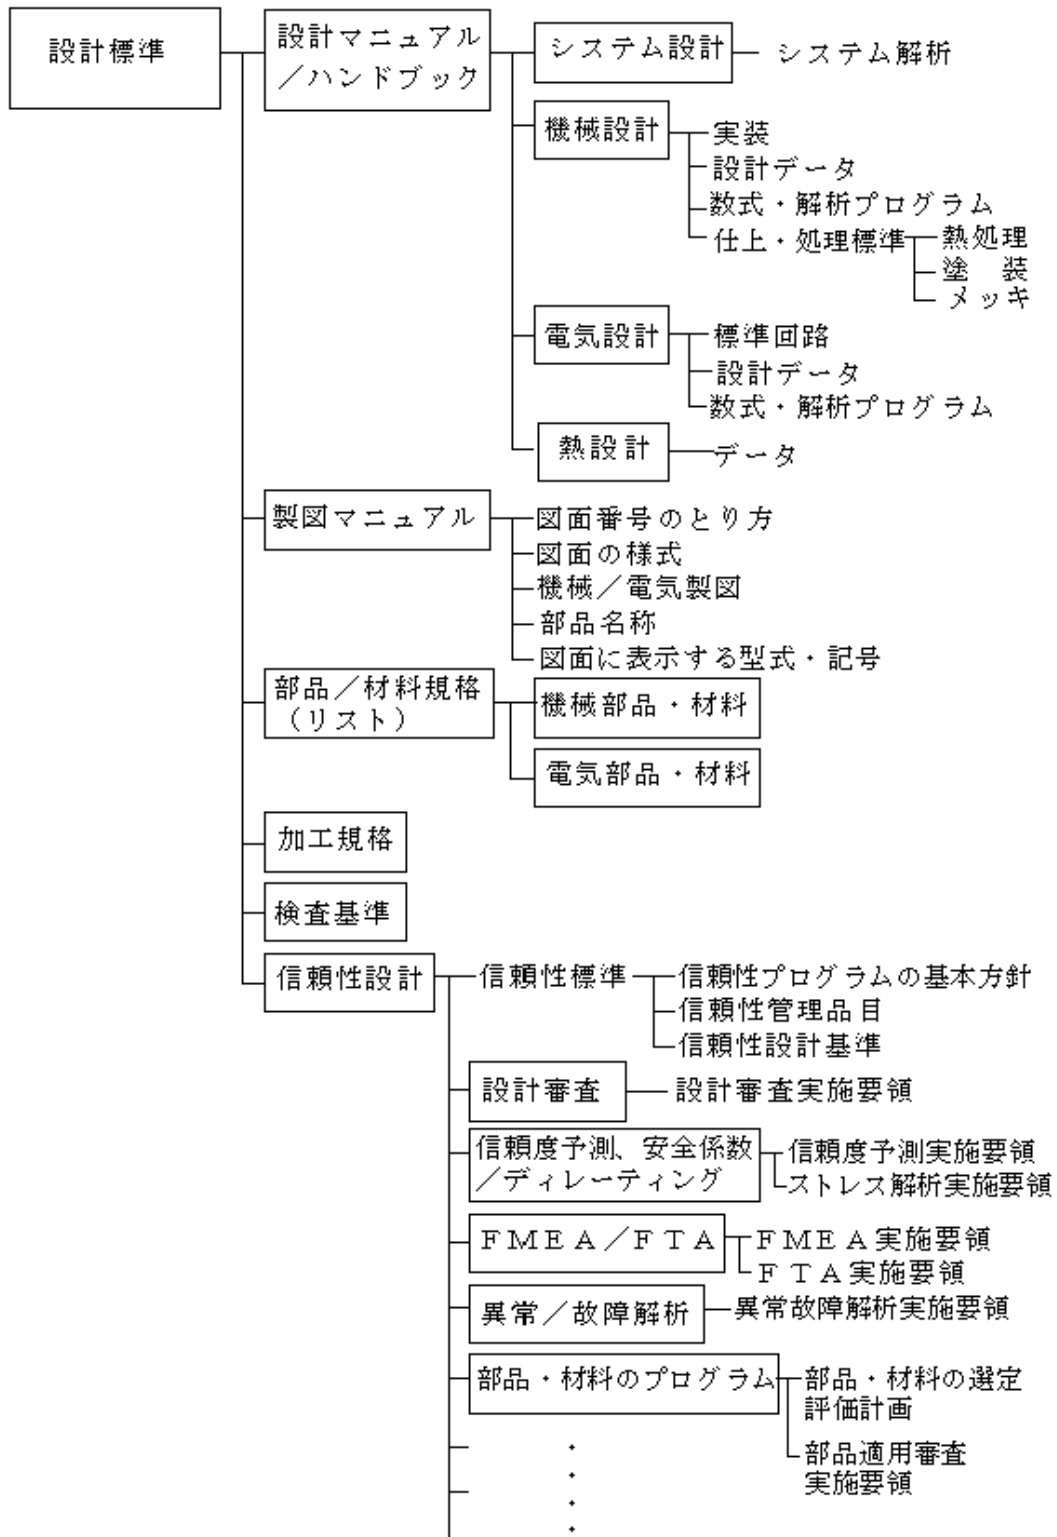 設計標準
設計マニュアル
／ハンドブック
システム設計
システム解析
機械設計
実装
設計データ
数式・解析プログラム
仕上・処理標準
熱処理
塗　装
メッキ
電気設計
標準回路
設計データ
数式・解析プログラム
熱設計
データ
製図マニュアル
図面番号のとり方
図面の様式
機械／電気製図
部品名称
図面に表示する型式・記号
部品／材料規格
（リスト）
機械部品・材料
電気部品・材料
加工規格
検査基準
信頼性設計
信頼性標準
信頼性プログラムの基本方針
信頼性管理品目
信頼性設計基準
設計審査
設計審査実施要領
信頼度予測、安全係数
／ディレーティング
信頼度予測実施要領
ストレス解析実施要領
ＦＭＥＡ／ＦＴＡ
ＦＭＥＡ実施要領
ＦＴＡ実施要領
異常／故障解析
異常故障解析実施要領
部品・材料のプログラム
部品・材料の選定
評価計画
部品適用審査
実施要領